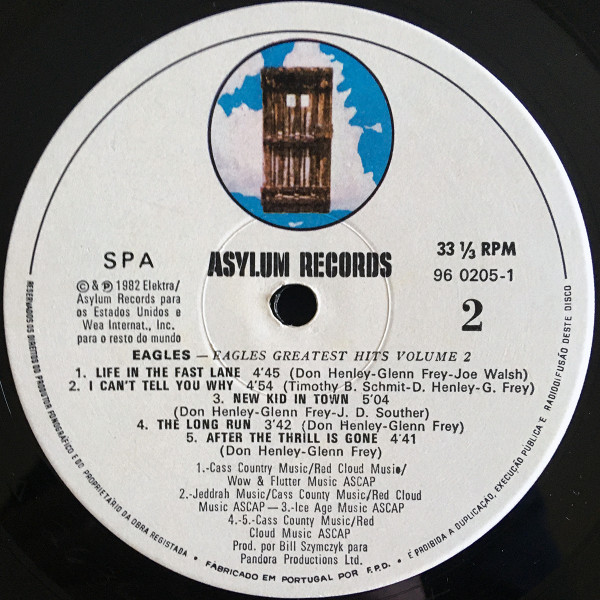 SPA
ASYLUM RECORDS
33 ⅓ RPM
96 0205-1
© & ℗ 1982 Elektra/
Asylum Records para
os Estados Unidos e
Wea Internat., Inc.
para o resto do mundo
2
EAGLES — EAGLES GREATEST HITS VOLUME 2
1. LIFE IN THE FAST LANE 4'45 (Don Henley-Glenn Frey-Joe Walsh)
2. I CAN'T TELL YOU WHY 4'54 (Timothy B. Schmit-D. Henley-G. Frey)
3. NEW KID IN TOWN 5'04
(Don Henley-Glenn Frey-J. D. Souther)
4. THE LONG RUN 3'42 (Don Henley-Glenn Frey)
5. AFTER THE THRILL IS GONE 4'41
(Don Henley-Glenn Frey)
1.-Cass Country Music/Red Cloud Music/
Wow & Flutter Music ASCAP
2.-Jeddrah Music/Cass County Music/Red Cloud
Music ASCAP — 3.-Ice Age Music ASCAP
4.-5.-Cass County Music/Red
Cloud Music ASCAP
Prod. por Bill Szymczyk para
Pandora Productions Ltd.
RESERVADOS OS DIREITOS DO PRODUTOR FONOGRÁFICO E DO PROPRIETÁRIO DA OBRA REGISTADA • FABRICADO EM PORTUGAL POR F.P.D. • É PROIBIDA A DUPLICAÇÃO, EXECUÇÃO PÚBLICA E RADIODIFUSÃO DESTE DISCO